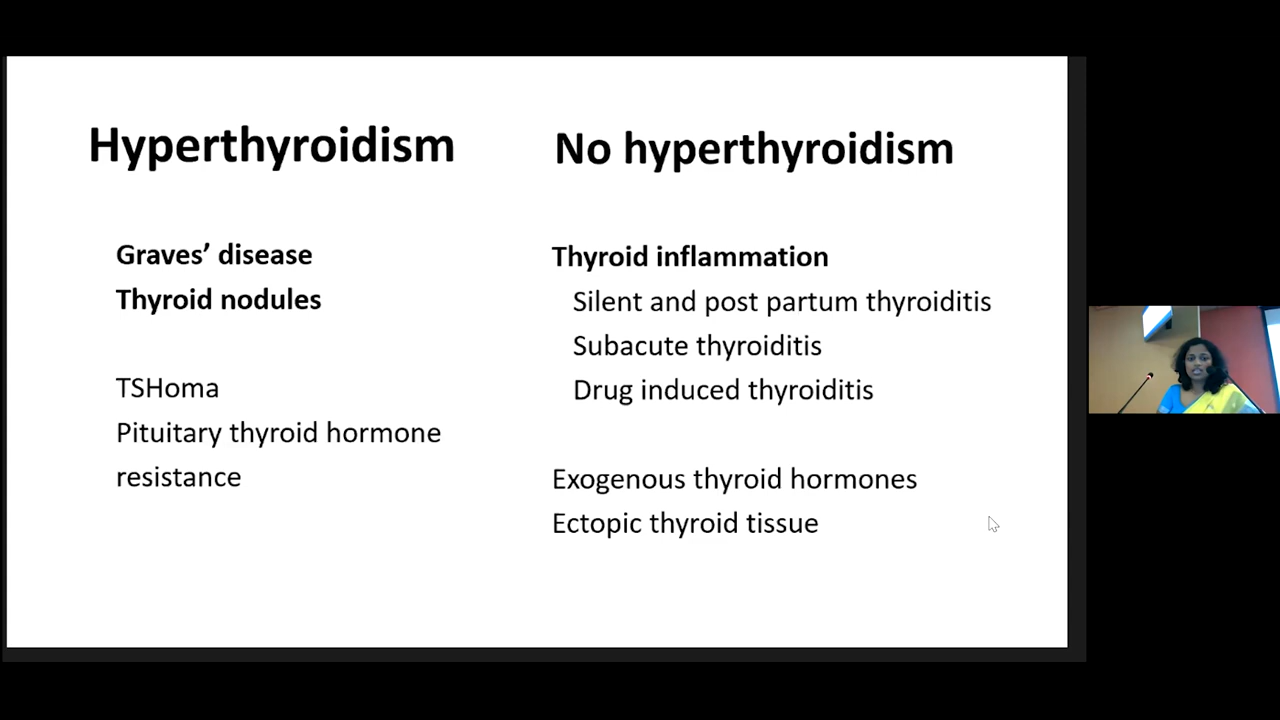 Hyperthyroidism
Graves’ disease
Thyroid nodules
TSHoma
Pituitary thyroid hormone
resistance
No hyperthyroidism
Thyroid inflammation
Silent and post partum thyroiditis
Subacute thyroiditis
Drug induced thyroiditis
Exogenous thyroid hormones
Ectopic thyroid tissue